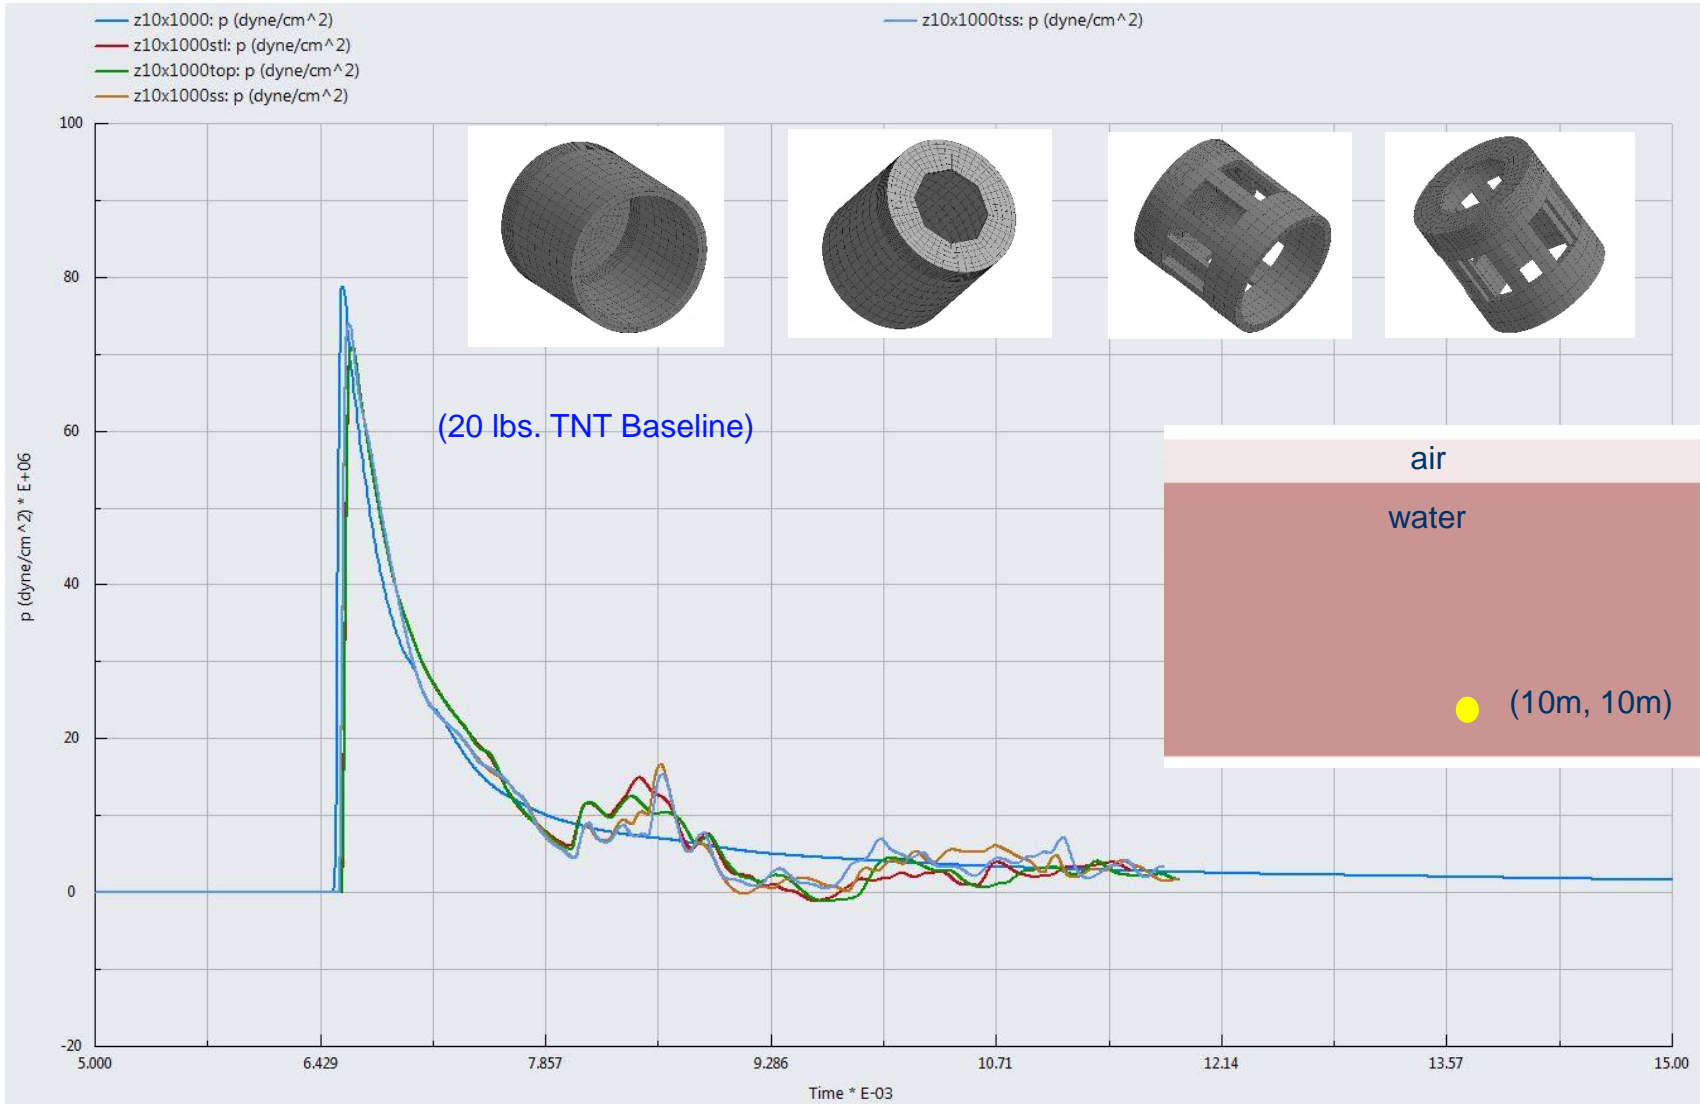 z10x1000: p (dyne/cm^2)
z10x1000tss: p (dyne/cm^2)
z10x1000stl: p (dyne/cm^2)
z10x1000top: p (dyne/cm^2)
z10x1000ss: p (dyne/cm^2)
100
80
60
40
20
0
-20
p (dyne/cm^2) * E+06
(20 lbs. TNT Baseline)
air
water
(10m, 10m)
5.000
6.429
7.857
9.286
10.71
12.14
13.57
15.00
Time * E-03